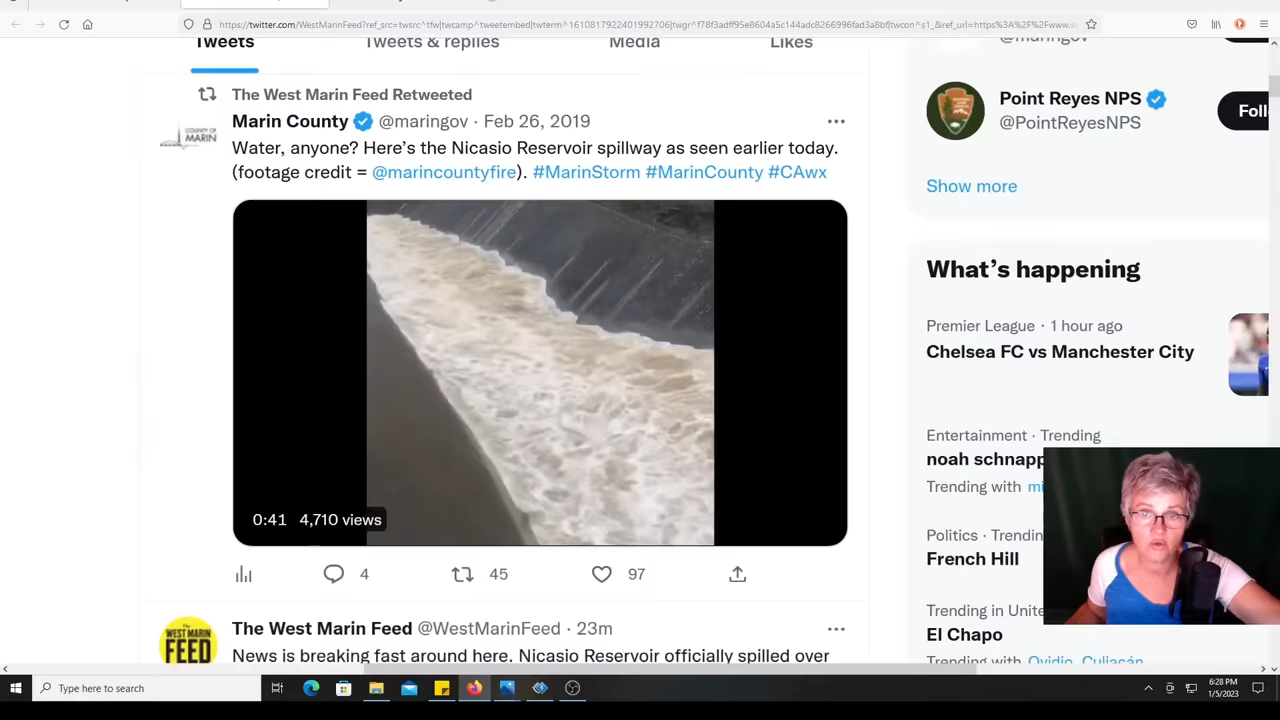 https://twitter.com/WestMarinFeed?ref_src=twsrc^tfw|twcamp^tweetembed|twterm^1610817922401992706|twgr^f78f3adff95e8604a5c144adc8266996fad3a8bf|twcon^s1_&ref_url=https%3A%2F%2Fwww.s
Tweets
Tweets & replies
Media
Likes
The West Marin Feed Retweeted
COUNTY OF
MARIN
Marin County @maringov · Feb 26, 2019
Water, anyone? Here’s the Nicasio Reservoir spillway as seen earlier today.
(footage credit = @marincountyfire). #MarinStorm #MarinCounty #CAwx
0:41 4,710 views
4
45
97
The
WEST MARIN
FEED
The West Marin Feed @WestMarinFeed · 23m
News is breaking fast around here. Nicasio Reservoir officially spilled over
@maringov
Point Reyes NPS
@PointReyesNPS
Foll
Show more
What’s happening
Premier League · 1 hour ago
Chelsea FC vs Manchester City
Entertainment · Trending
noah schnapp
Trending with mi
Politics · Trendin
French Hill
Trending in Unite
El Chapo
Trending with Ovidio, Culiacán
Type here to search
6:28 PM
1/5/2023